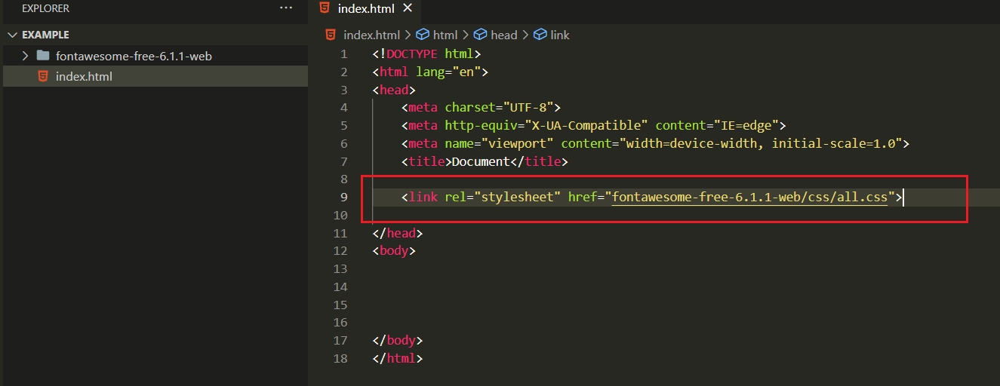 EXPLORER ···
EXAMPLE
fontawesome-free-6.1.1-web
index.html
index.html
index.html > html > head > link
1 <!DOCTYPE html>
2 <html lang="en">
3 <head>
4 <meta charset="UTF-8">
5 <meta http-equiv="X-UA-Compatible" content="IE=edge">
6 <meta name="viewport" content="width=device-width, initial-scale=1.0">
7 <title>Document</title>
8
9 <link rel="stylesheet" href="fontawesome-free-6.1.1-web/css/all.css">
10
11 </head>
12 <body>
13
14
15
16
17 </body>
18 </html>